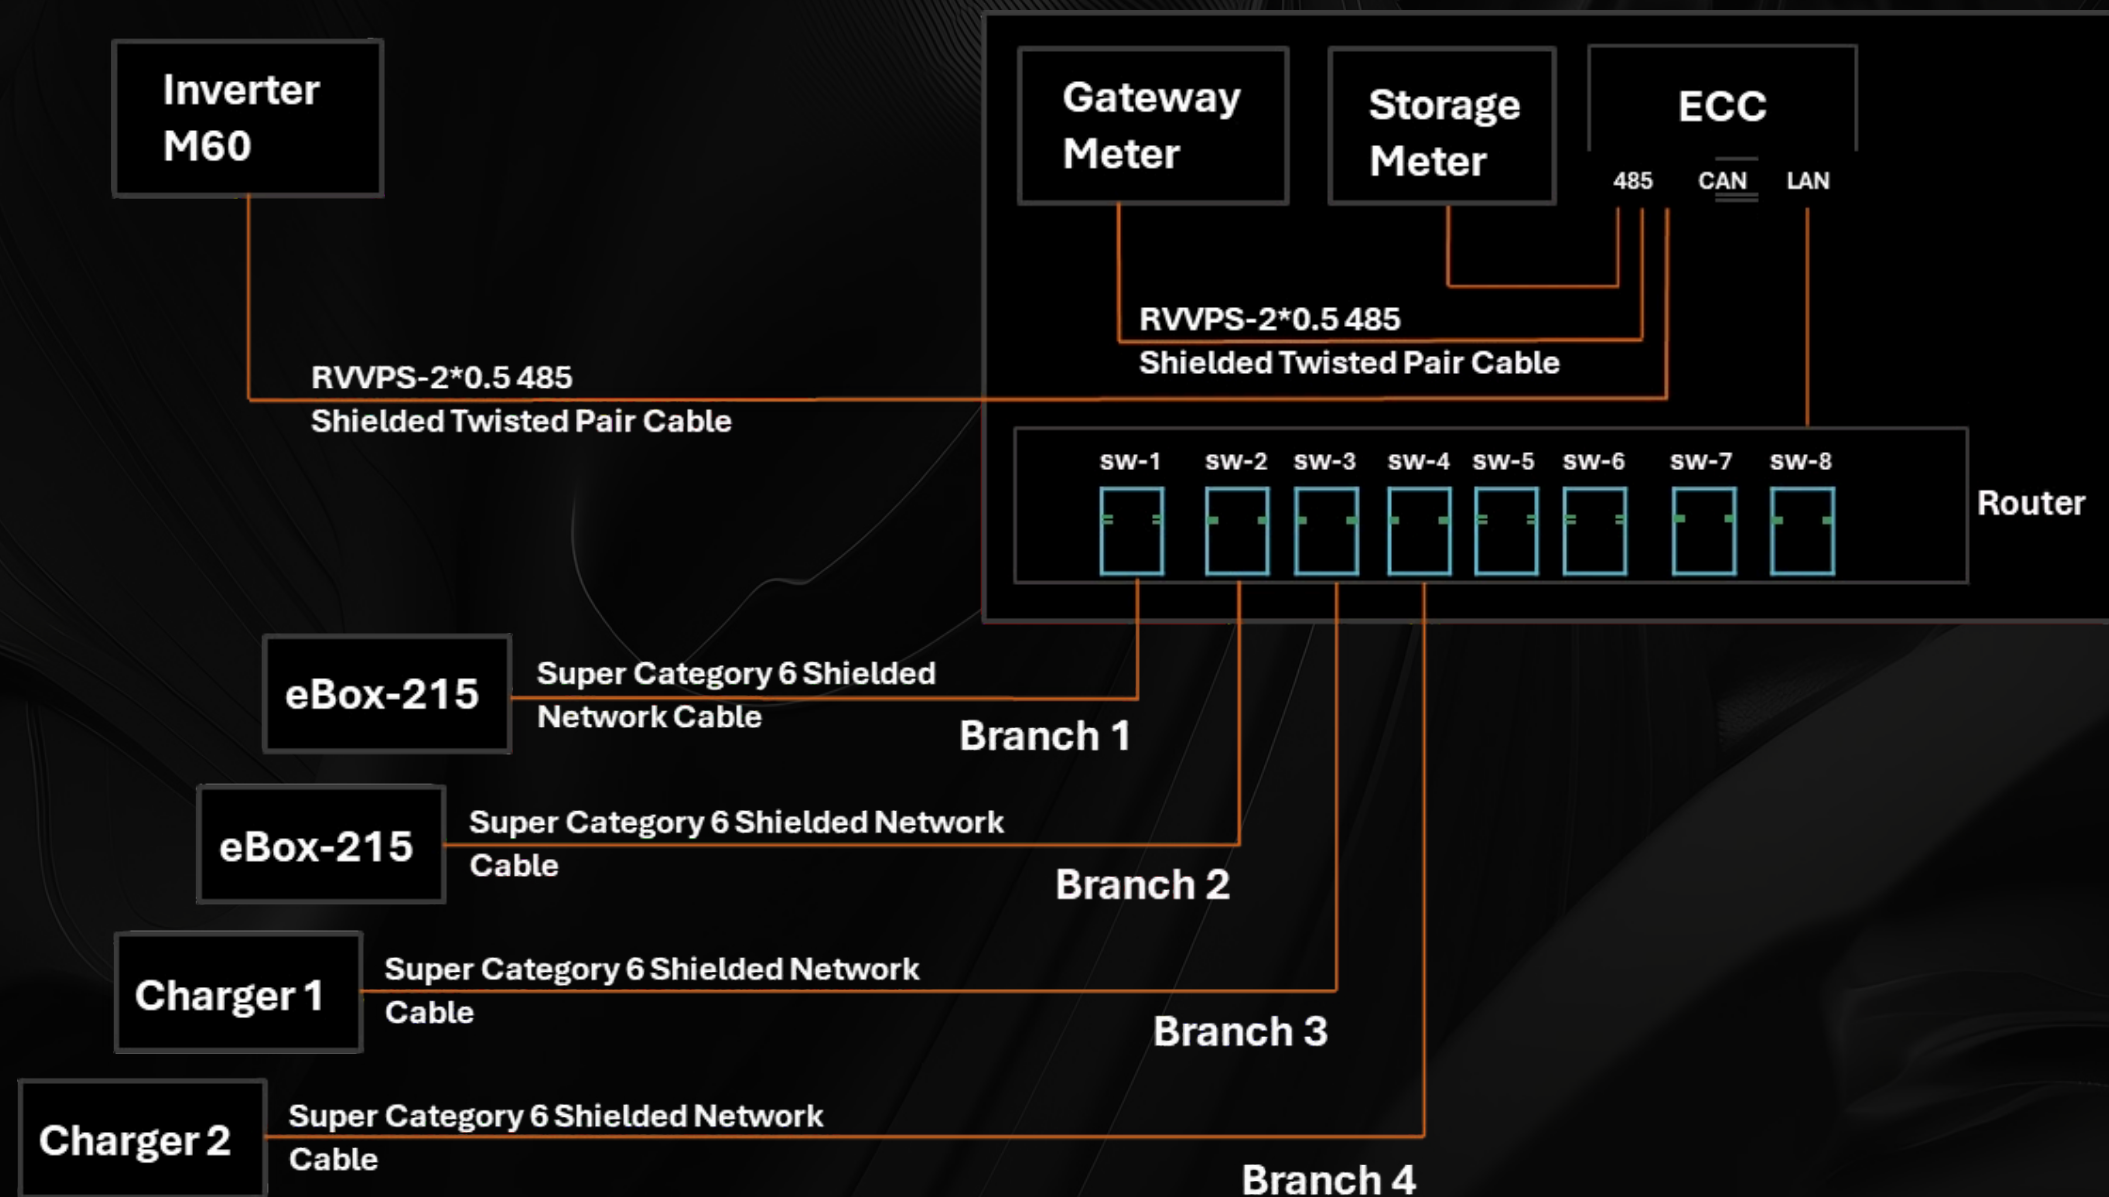 Inverter
M60
Gateway
Meter
Storage
Meter
ECC
485
CAN
LAN
RVVPS-2*0.5 485
Shielded Twisted Pair Cable
RVVPS-2*0.5 485
Shielded Twisted Pair Cable
sw-1
sw-2
sw-3
sw-4
sw-5
sw-6
sw-7
sw-8
Router
eBox-215
Super Category 6 Shielded
Network Cable
Branch 1
eBox-215
Super Category 6 Shielded Network
Cable
Branch 2
Charger 1
Super Category 6 Shielded Network
Cable
Branch 3
Charger 2
Super Category 6 Shielded Network
Cable
Branch 4